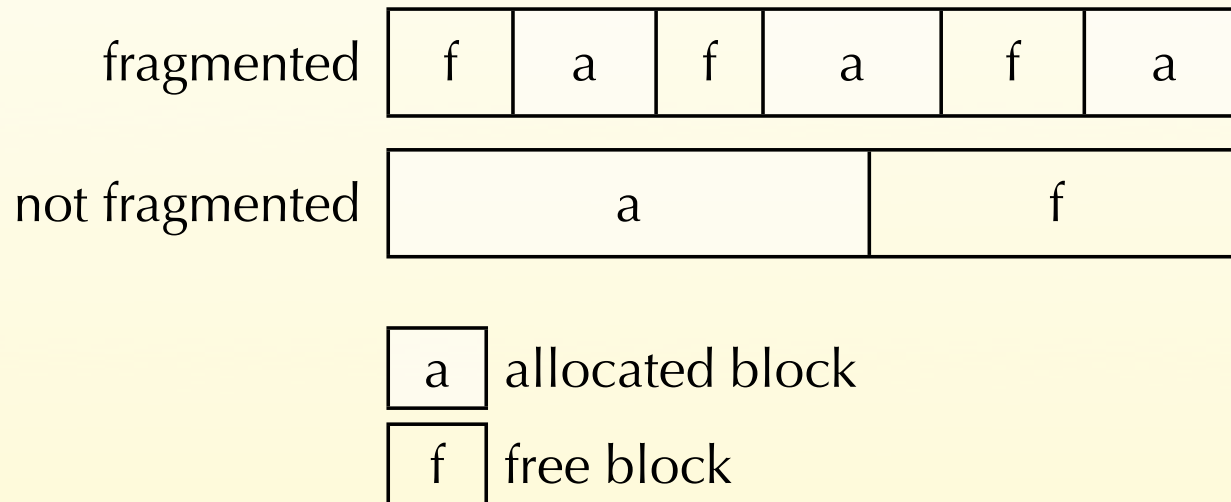 fragmented f a f a f a
not fragmented a f
a allocated block
f free block